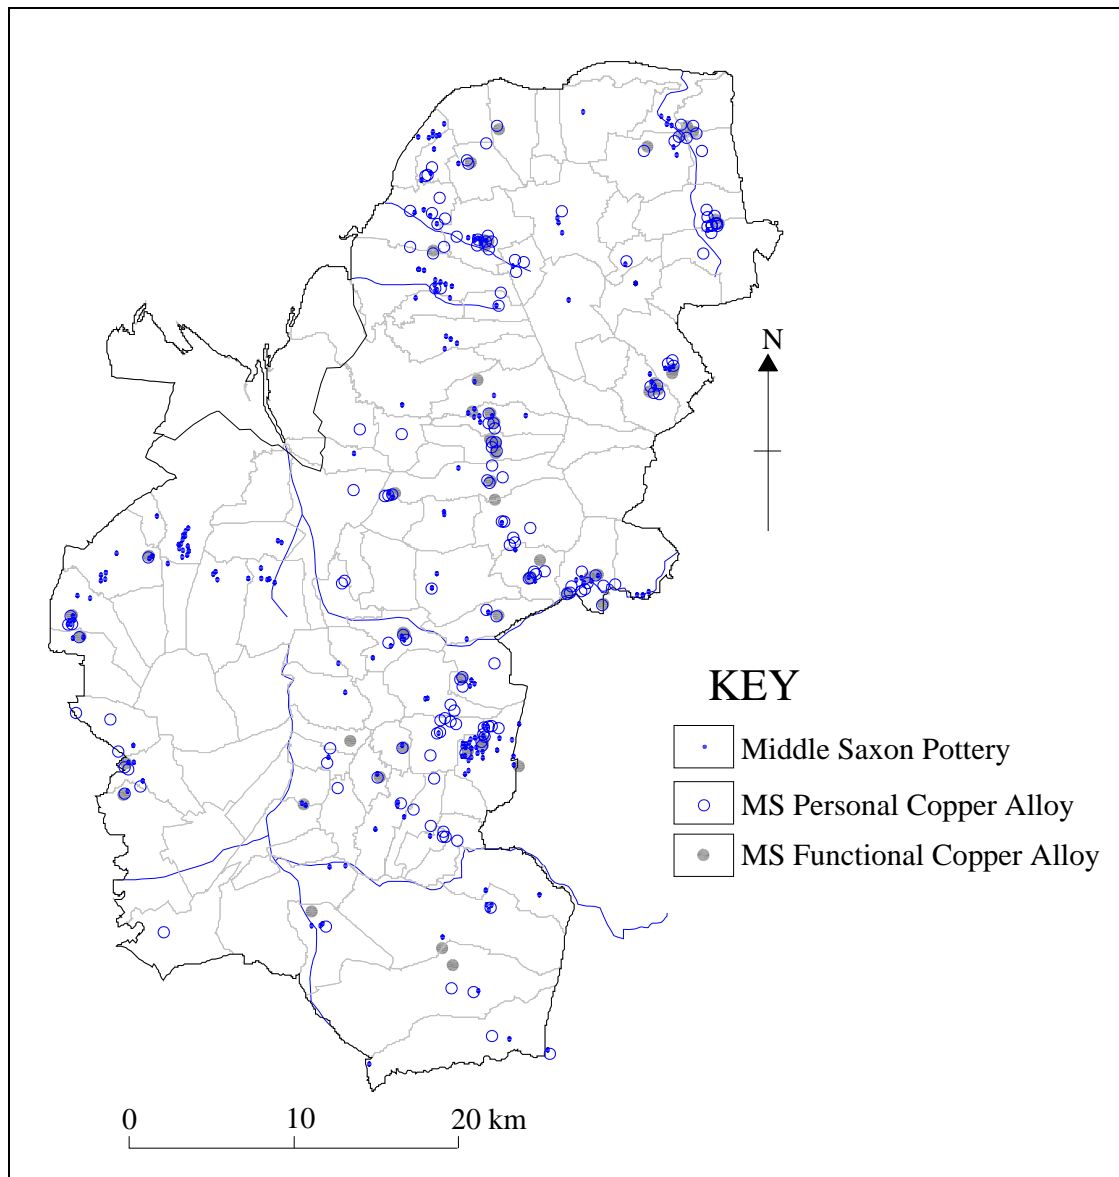 N
KEY
Middle Saxon Pottery
MS Personal Copper Alloy
MS Functional Copper Alloy
0 10 20 km